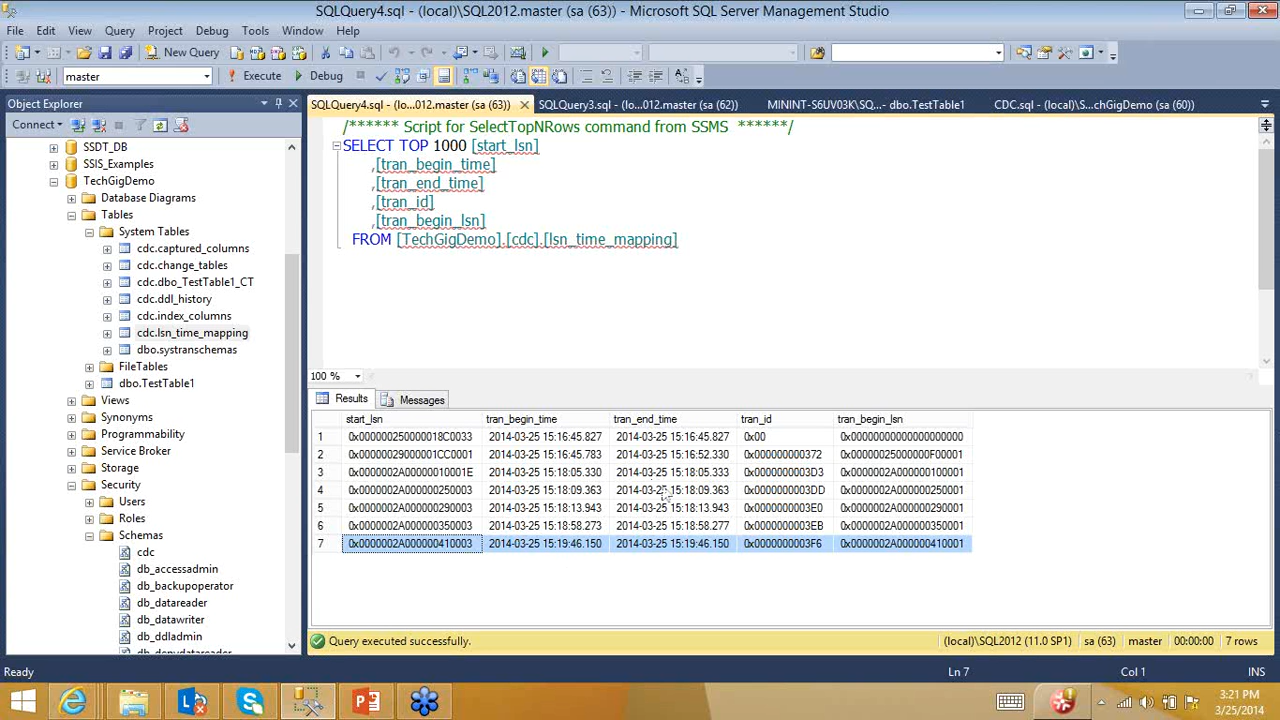 SQLQuery4.sql - (local)\SQL2012.master (sa (63)) - Microsoft SQL Server Management Studio
File Edit View Query Project Debug Tools Window Help
New Query
master Execute Debug
Object Explorer
SQLQuery4.sql - (lo...012.master (sa (63)) SQLQuery3.sql - (lo...012.master (sa (62)) MININT-S6UV03K\SQ... - dbo.TestTable1 CDC.sql - (local)\S...chGigDemo (sa (60))
Connect
SSDT_DB
SSIS_Examples
TechGigDemo
Database Diagrams
Tables
System Tables
cdc.captured_columns
cdc.change_tables
cdc.dbo_TestTable1_CT
cdc.ddl_history
cdc.index_columns
cdc.lsn_time_mapping
dbo.systranschemas
FileTables
dbo.TestTable1
Views
Synonyms
Programmability
Service Broker
Storage
Security
Users
Roles
Schemas
cdc
db_accessadmin
db_backupoperator
db_datareader
db_datawriter
db_ddladmin
db_denydatareader
/****** Script for SelectTopNRows command from SSMS ******/
SELECT TOP 1000 [start_lsn]
,[tran_begin_time]
,[tran_end_time]
,[tran_id]
,[tran_begin_lsn]
FROM [TechGigDemo].[cdc].[lsn_time_mapping]
100 %
Results Messages
start_lsn tran_begin_time tran_end_time tran_id tran_begin_lsn
1 0x000000250000018C0033 2014-03-25 15:16:45.827 2014-03-25 15:16:45.827 0x00 0x00000000000000000000
2 0x00000029000001CC0001 2014-03-25 15:16:45.783 2014-03-25 15:16:52.330 0x000000000372 0x00000025000000F00001
3 0x0000002A00000010001E 2014-03-25 15:18:05.330 2014-03-25 15:18:05.333 0x0000000003D3 0x0000002A000000100001
4 0x0000002A000000250003 2014-03-25 15:18:09.363 2014-03-25 15:18:09.363 0x0000000003DD 0x0000002A000000250001
5 0x0000002A000000290003 2014-03-25 15:18:13.943 2014-03-25 15:18:13.943 0x0000000003E0 0x0000002A000000290001
6 0x0000002A000000350003 2014-03-25 15:18:58.273 2014-03-25 15:18:58.277 0x0000000003EB 0x0000002A000000350001
7 0x0000002A000000410003 2014-03-25 15:19:46.150 2014-03-25 15:19:46.150 0x0000000003F6 0x0000002A000000410001
Query executed successfully. (local)\SQL2012 (11.0 SP1) sa (63) master 00:00:00 7 rows
Ready Ln 7 Col 1 INS
3:21 PM
3/25/2014